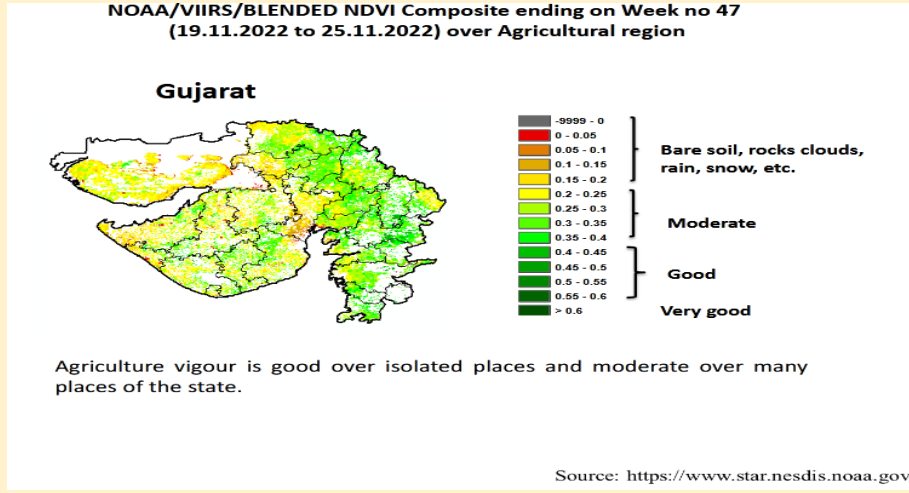 NOAA/VIIRS/BLENDED NDVI Composite ending on Week no 47
(19.11.2022 to 25.11.2022) over Agricultural region
Gujarat
-9999 - 0
0 - 0.05
0.05 - 0.1
0.1 - 0.15
0.15 - 0.2
0.2 - 0.25
0.25 - 0.3
0.3 - 0.35
0.35 - 0.4
0.4 - 0.45
0.45 - 0.5
0.5 - 0.55
0.55 - 0.6
> 0.6
Bare soil, rocks clouds,
rain, snow, etc.
Moderate
Good
Very good
Agriculture vigour is good over isolated places and moderate over many
places of the state.
Source: https://www.star.nesdis.noaa.gov